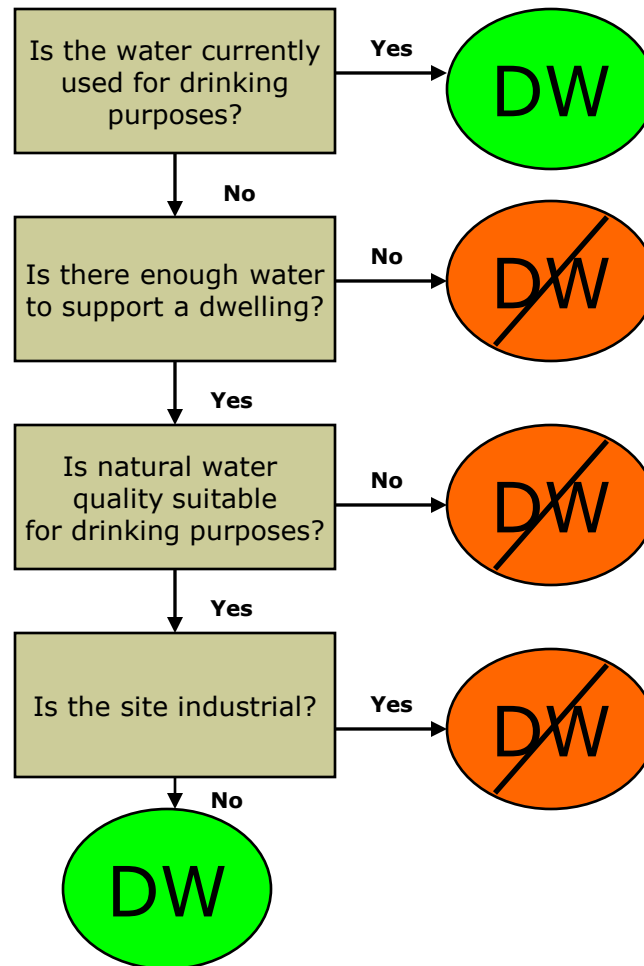 Is the water currently
used for drinking
purposes?
Yes
DW
No
Is there enough water
to support a dwelling?
No
DW
Yes
Is natural water
quality suitable
for drinking purposes?
No
DW
Yes
Is the site industrial?
Yes
DW
No
DW